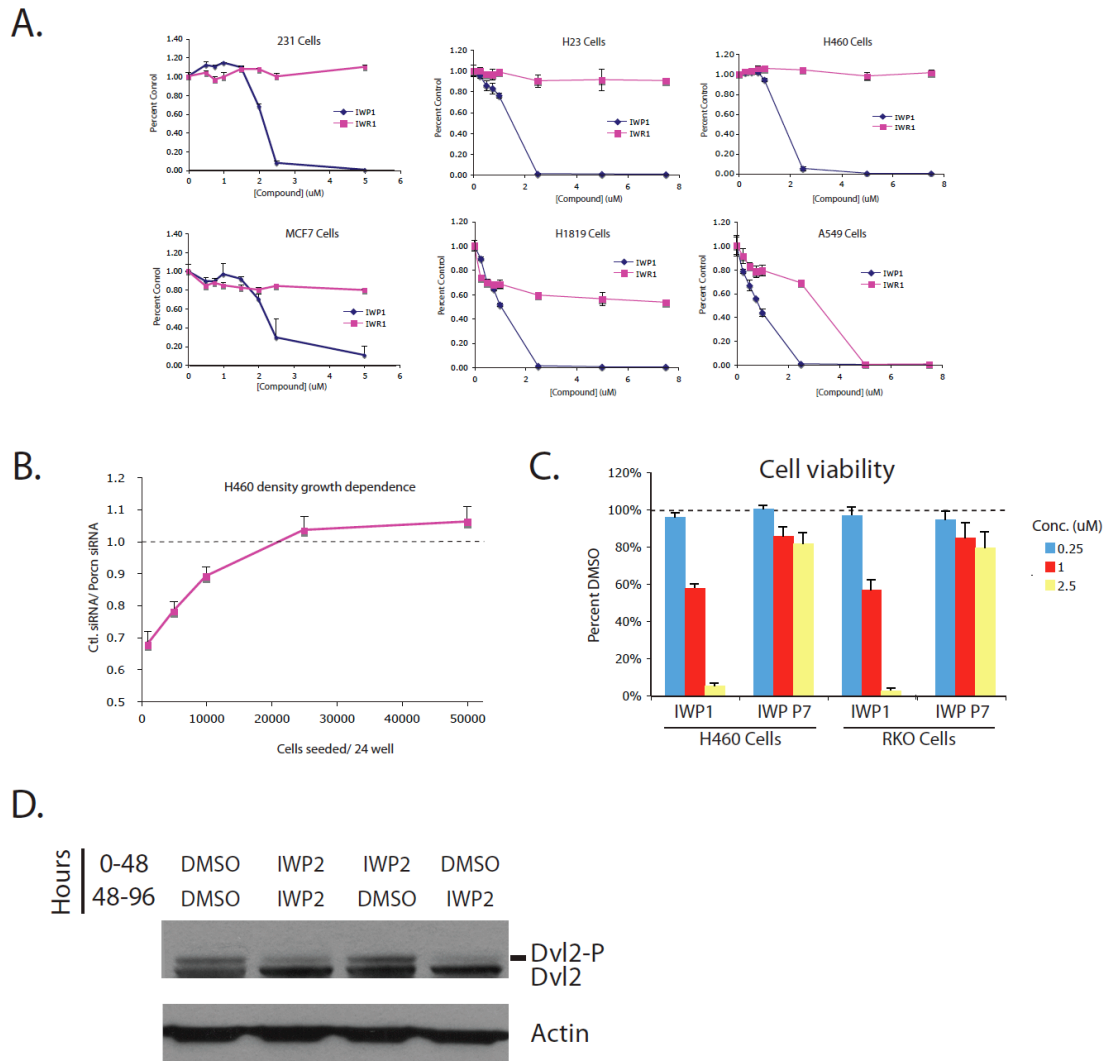 A.
231 Cells
Percent Control
1.40
1.20
1.00
0.80
0.60
0.40
0.20
0.00
0 2 4 6
[Compound] (uM)
IWP1
IWR1
H23 Cells
Percent Control
1.20
1.00
0.80
0.60
0.40
0.20
0.00
0 2 4 6 8
[Compound] (uM)
IWP1
IWR1
H460 Cells
Percent Control
1.20
1.00
0.80
0.60
0.40
0.20
0.00
0 2 4 6 8
[Compound] (uM)
IWP1
IWR1
MCF7 Cells
Percent Control
1.40
1.20
1.00
0.80
0.60
0.40
0.20
0.00
0 1 2 3 4 5 6
[Compound] (uM)
IWP1
IWR1
H1819 Cells
Percent Control
1.20
1.00
0.80
0.60
0.40
0.20
0.00
0 2 4 6 8
[Compound] (uM)
IWP1
IWR1
A549 Cells
Percent Control
1.20
1.00
0.80
0.60
0.40
0.20
0.00
0 2 4 6 8
[Compound] (uM)
IWP1
IWR1
B.
H460 density growth dependence
Ctl. siRNA/ Porcn siRNA
1.2
1.1
1.0
0.9
0.8
0.7
0.6
0.5
0 10000 20000 30000 40000 50000
Cells seeded/ 24 well
C.
Cell viability
Percent DMSO
120%
100%
80%
60%
40%
20%
0%
IWP1 IWP P7 IWP1 IWP P7
H460 Cells RKO Cells
Conc. (uM)
0.25
1
2.5
D.
Hours
0-48 DMSO IWP2 IWP2 DMSO
48-96 DMSO IWP2 DMSO IWP2
Dvl2-P
Dvl2
Actin